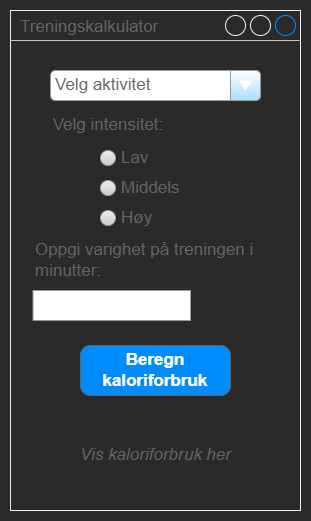 Treningskalkulator
Velg aktivitet
Velg intensitet:
Lav
Middels
Høy
Oppgi varighet på treningen i
minutter:
Beregn
kaloriforbruk
Vis kaloriforbruk her